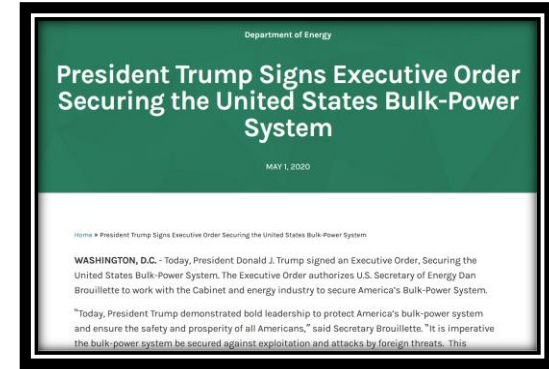 Department of Energy
President Trump Signs Executive Order
Securing the United States Bulk-Power
System
MAY 1, 2020
Home » President Trump Signs Executive Order Securing the United States Bulk-Power System
WASHINGTON, D.C. - Today, President Donald J. Trump signed an Executive Order, Securing the
United States Bulk-Power System. The Executive Order authorizes U.S. Secretary of Energy Dan
Brouillette to work with the Cabinet and energy industry to secure America's Bulk-Power System.
"Today, President Trump demonstrated bold leadership to protect America's bulk-power system
and ensure the safety and prosperity of all Americans," said Secretary Brouillette. "It is imperative
the bulk-power system be secured against exploitation and attacks by foreign threats. This